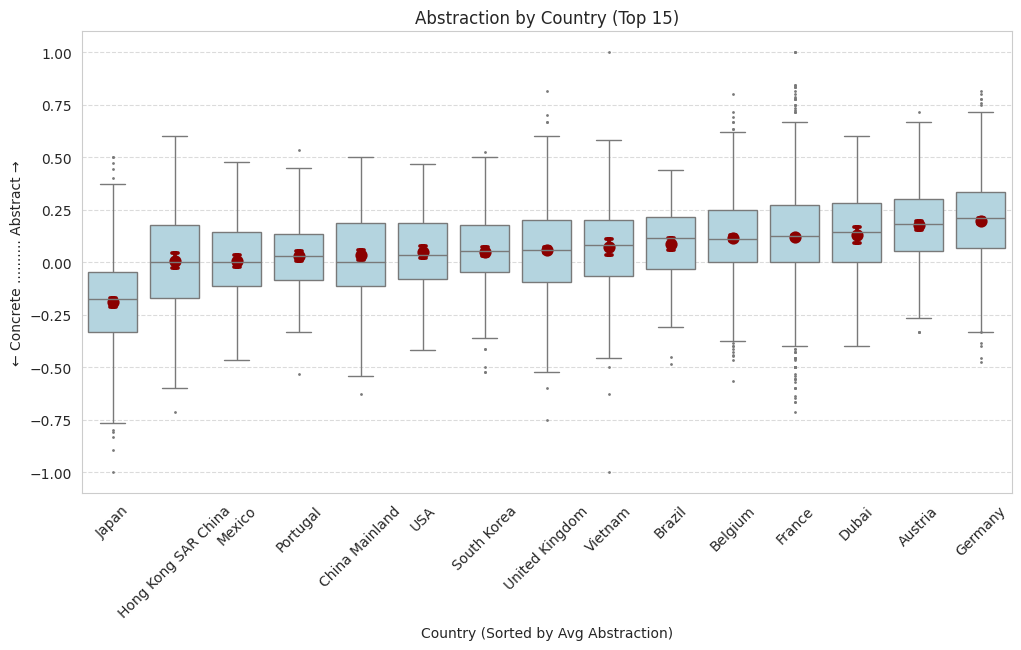 Abstraction by Country (Top 15)
← Concrete .......... Abstract →
1.00
0.75
0.50
0.25
0.00
−0.25
−0.50
−0.75
−1.00
Japan
Hong Kong SAR China
Mexico
Portugal
China Mainland
USA
South Korea
United Kingdom
Vietnam
Brazil
Belgium
France
Dubai
Austria
Germany
Country (Sorted by Avg Abstraction)